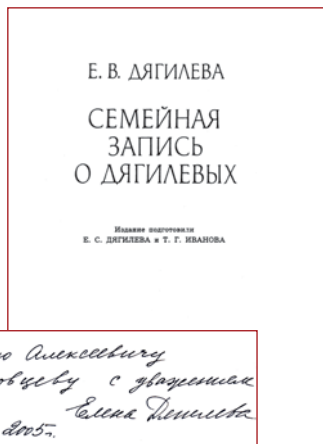 Е. В. ДЯГИЛЕВА
СЕМЕЙНАЯ
ЗАПИСЬ
О ДЯГИЛЕВЫХ
Издание подготовили
Е. С. ДЯГИЛЕВА и Т. Г. ИВАНОВА
Алексеевичу
с уважением
Елена
2005г.